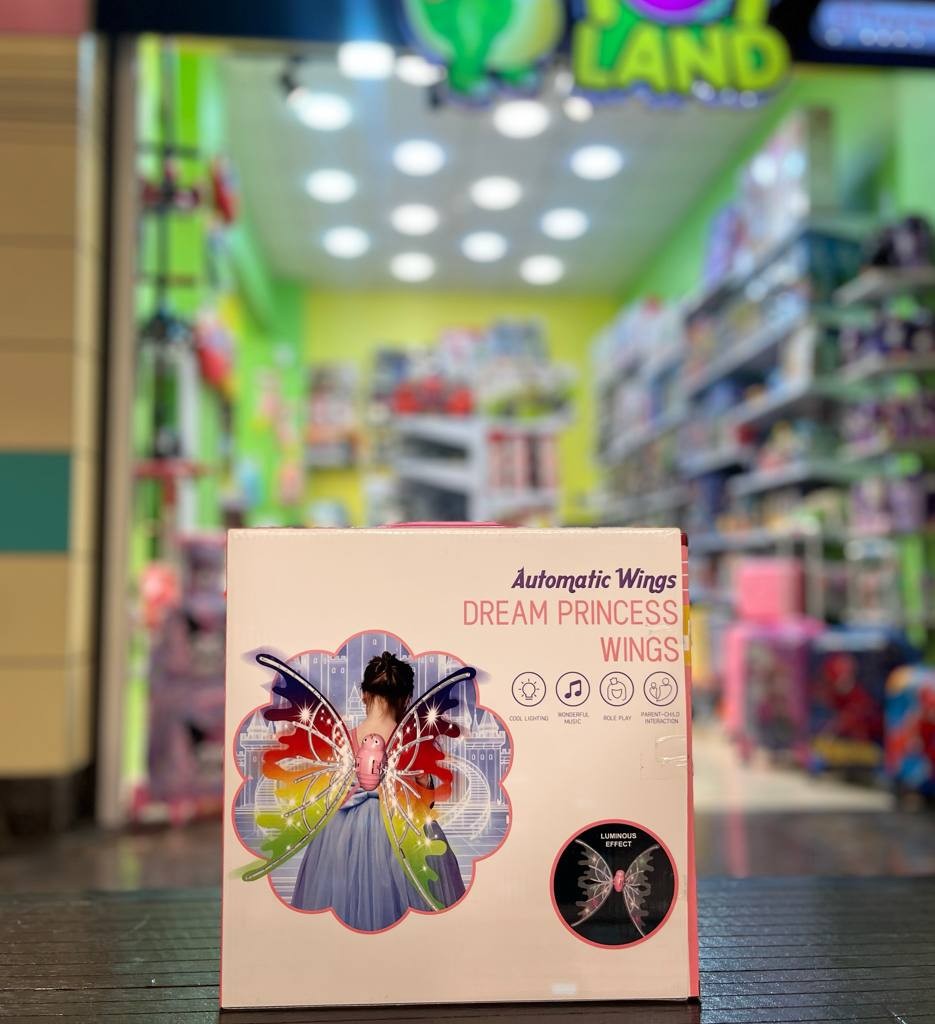 LAND
Automatic Wings
DREAM PRINCESS
WINGS
COOL LIGHTING
WONDERFUL
MUSIC
ROLE PLAY
PARENT-CHILD
INTERACTION
LUMINOUS
EFFECT